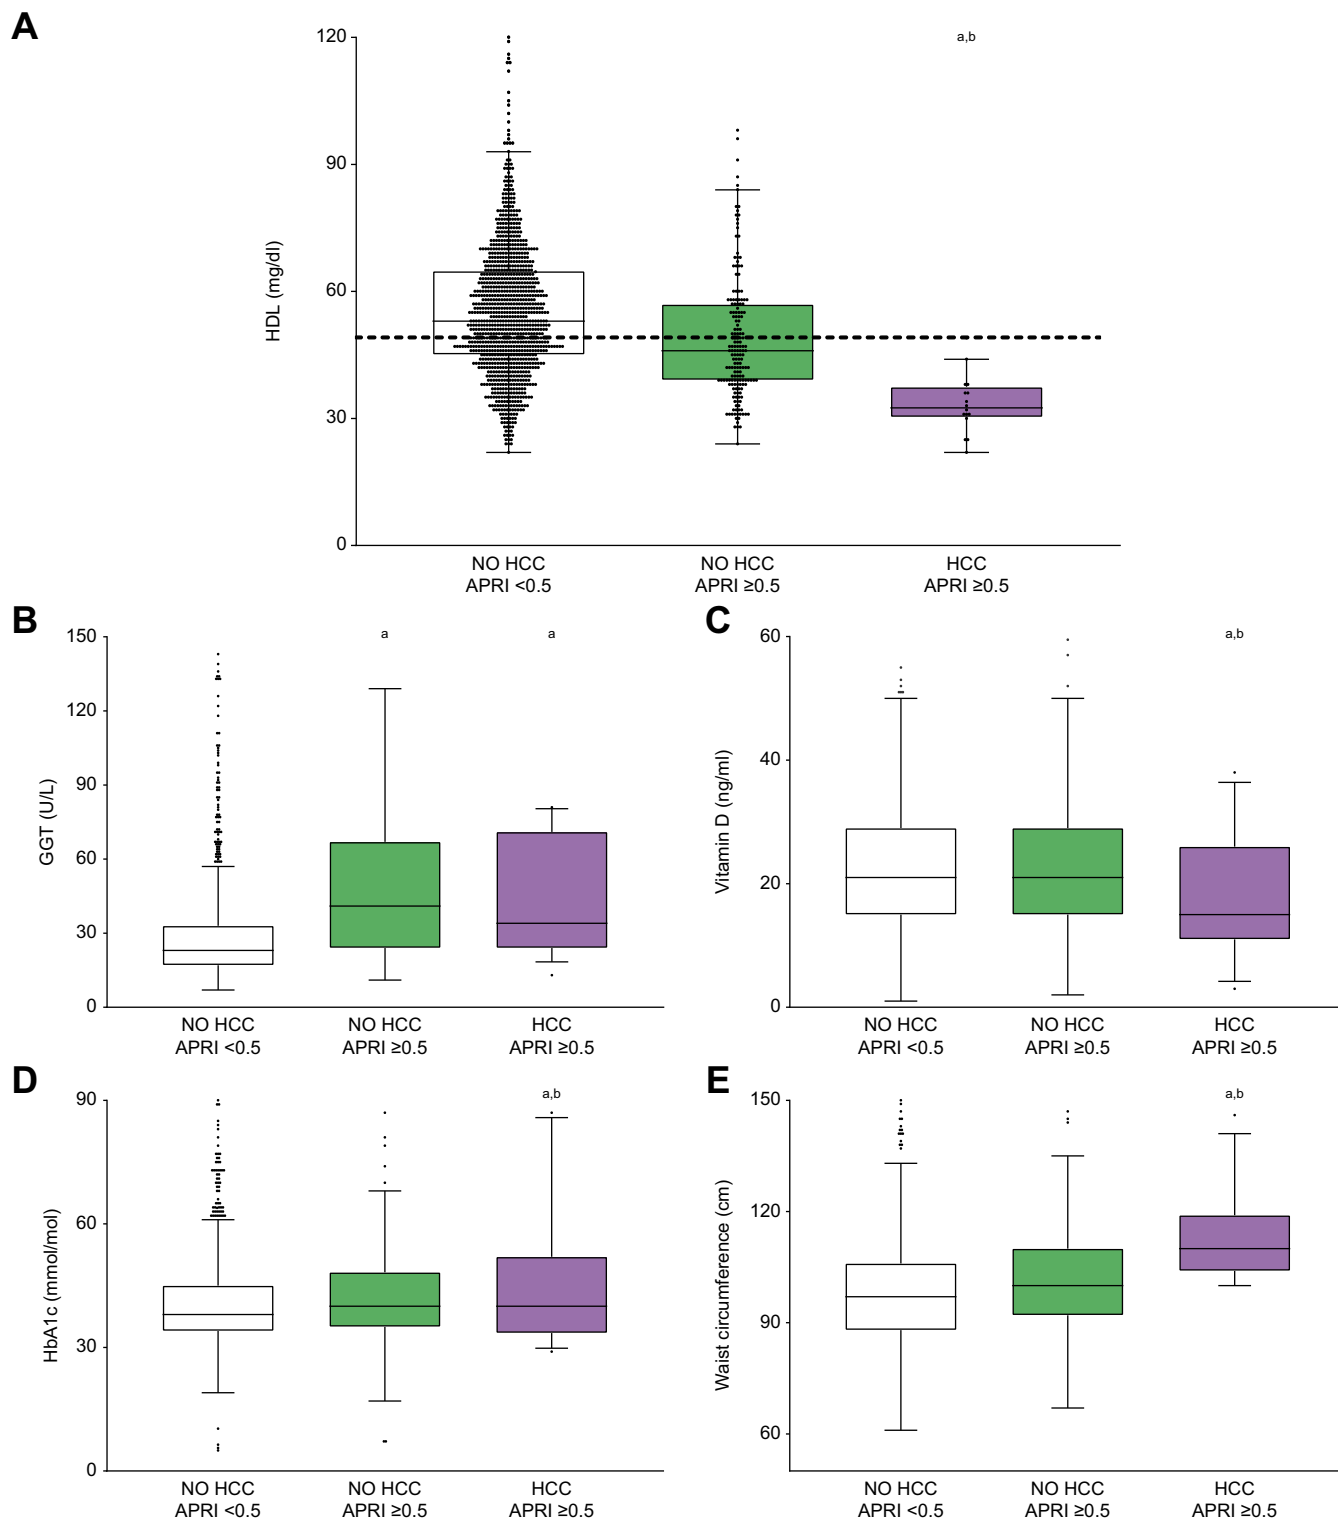 A
120
90
60
30
0
HDL (mg/dl)
a,b
NO HCC
APRI <0.5
NO HCC
APRI ≥0.5
HCC
APRI ≥0.5
B
150
120
90
60
30
0
GGT (U/L)
a
a
NO HCC
APRI <0.5
NO HCC
APRI ≥0.5
HCC
APRI ≥0.5
C
60
40
20
0
Vitamin D (ng/ml)
a,b
NO HCC
APRI <0.5
NO HCC
APRI ≥0.5
HCC
APRI ≥0.5
D
90
60
30
0
HbA1c (mmol/mol)
a,b
NO HCC
APRI <0.5
NO HCC
APRI ≥0.5
HCC
APRI ≥0.5
E
150
120
90
60
Waist circumference (cm)
a,b
NO HCC
APRI <0.5
NO HCC
APRI ≥0.5
HCC
APRI ≥0.5